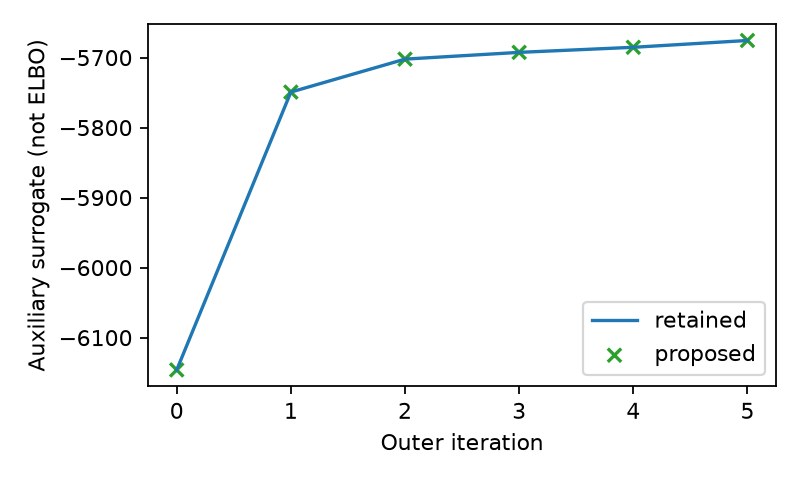 Auxiliary surrogate (not ELBO)
−5700
−5800
−5900
−6000
−6100
retained
proposed
0 1 2 3 4 5
Outer iteration